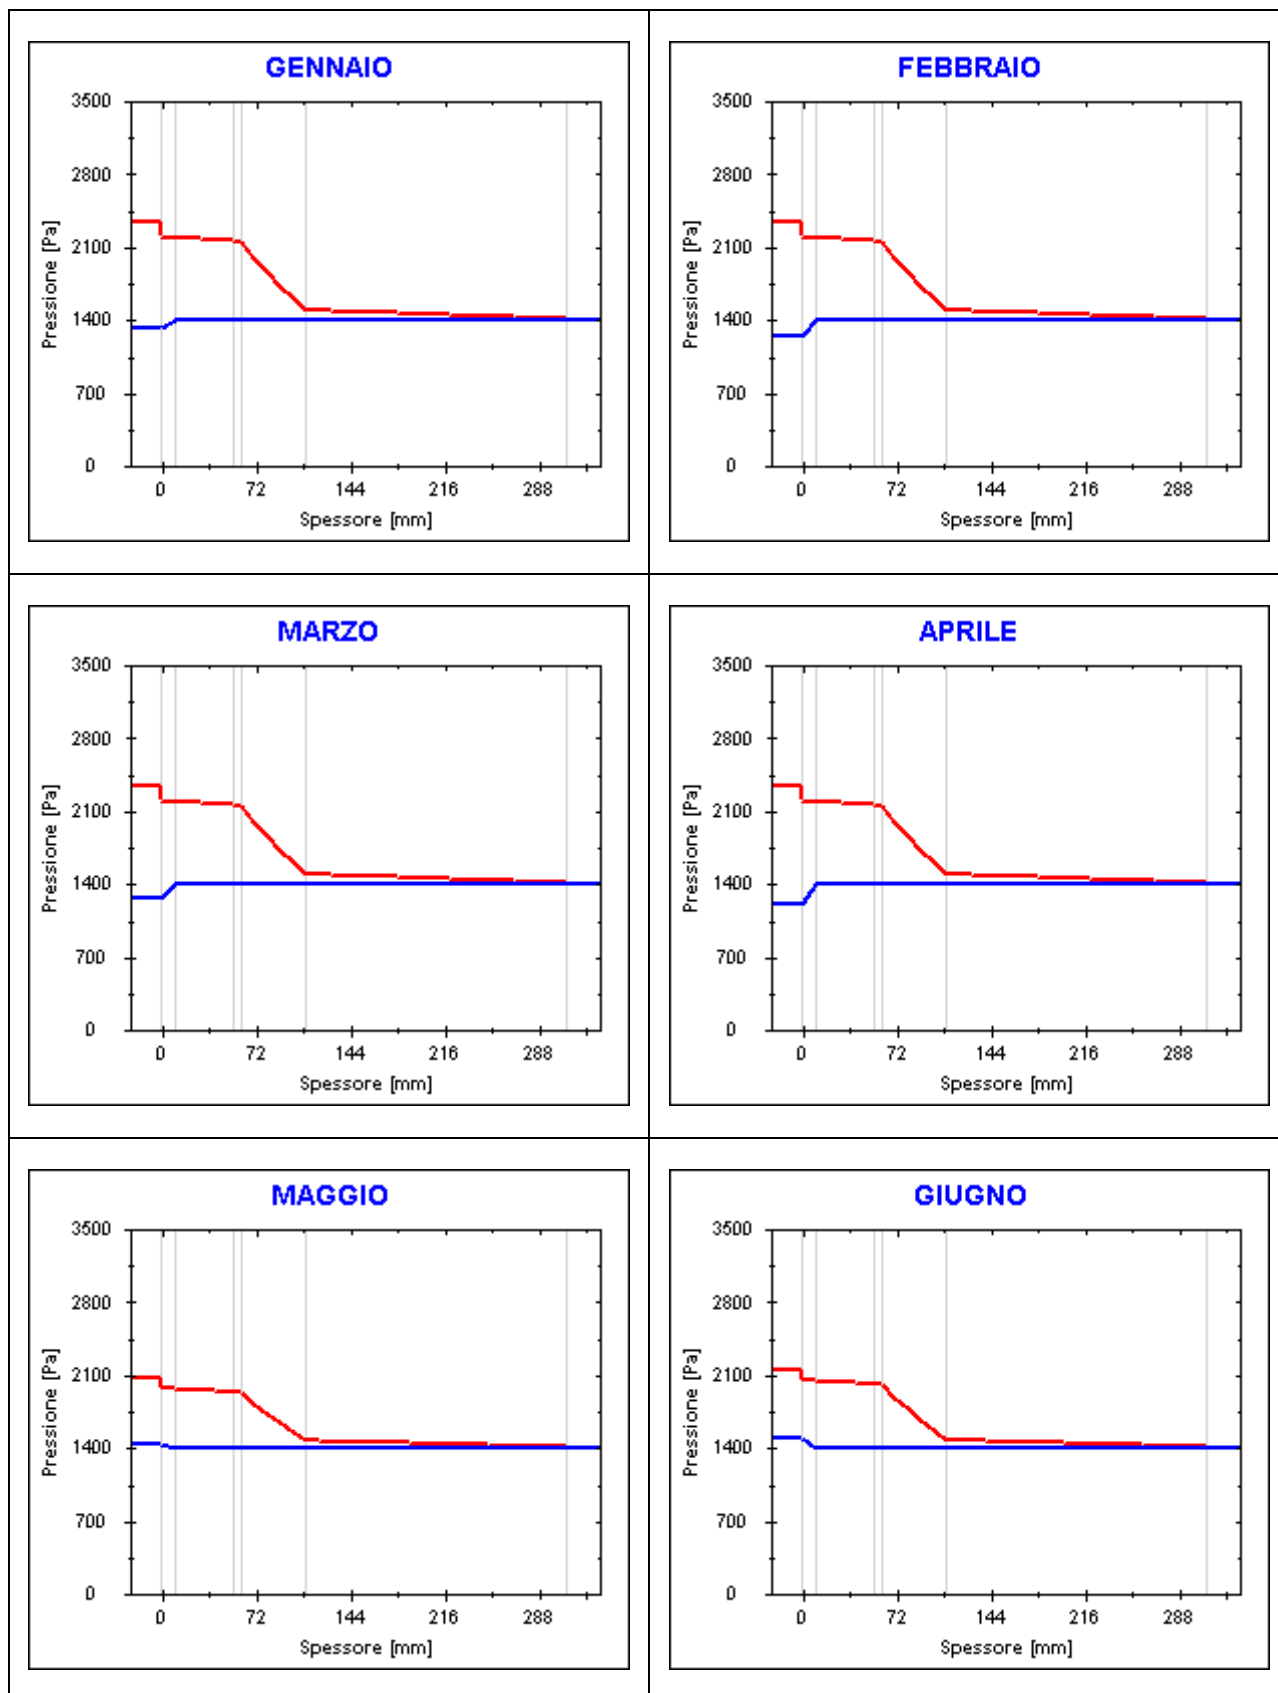 GENNAIO
3500
2800
2100
1400
700
0
Pressione [Pa]
0 72 144 216 288
Spessore [mm]
FEBBRAIO
3500
2800
2100
1400
700
0
Pressione [Pa]
0 72 144 216 288
Spessore [mm]
MARZO
3500
2800
2100
1400
700
0
Pressione [Pa]
0 72 144 216 288
Spessore [mm]
APRILE
3500
2800
2100
1400
700
0
Pressione [Pa]
0 72 144 216 288
Spessore [mm]
MAGGIO
3500
2800
2100
1400
700
0
Pressione [Pa]
0 72 144 216 288
Spessore [mm]
GIUGNO
3500
2800
2100
1400
700
0
Pressione [Pa]
0 72 144 216 288
Spessore [mm]